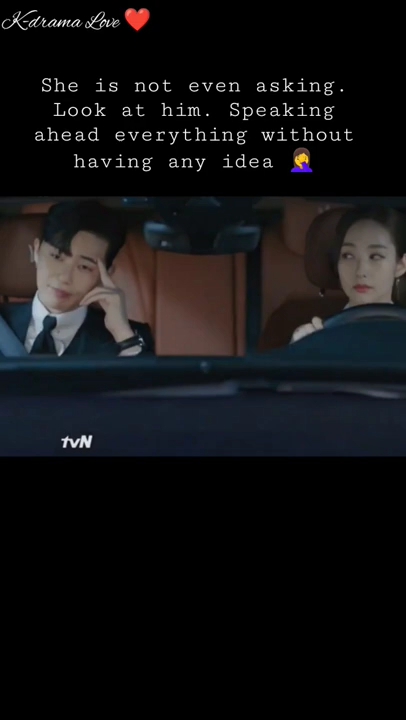 K-drama Love❤️
She is not even asking.
Look at him. Speaking
ahead everything without
having any idea 🤦‍♀️
tvN